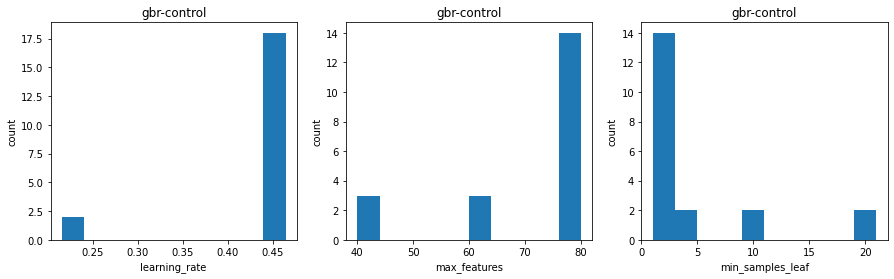 gbr-control
count
17.5
15.0
12.5
10.0
7.5
5.0
2.5
0.0
0.25 0.30 0.35 0.40 0.45
learning_rate
gbr-control
count
14
12
10
8
6
4
2
0
40 50 60 70 80
max_features
gbr-control
count
14
12
10
8
6
4
2
0
0 5 10 15 20
min_samples_leaf